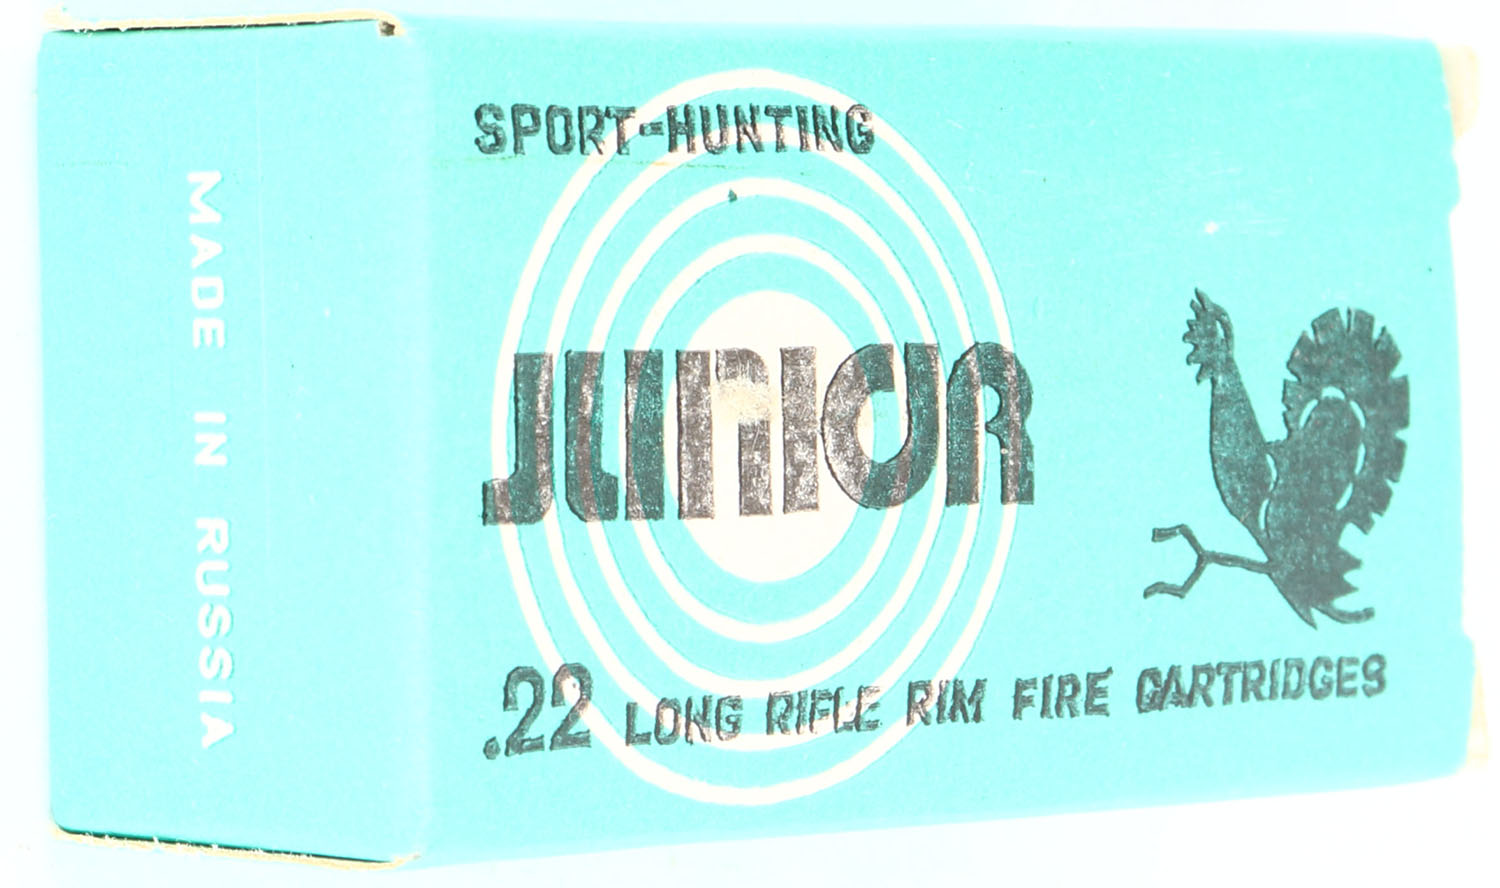 MADE IN RUSSIA
SPORT-HUNTING
JUNIOR
.22 LONG RIFLE RIM FIRE CARTRIDGES